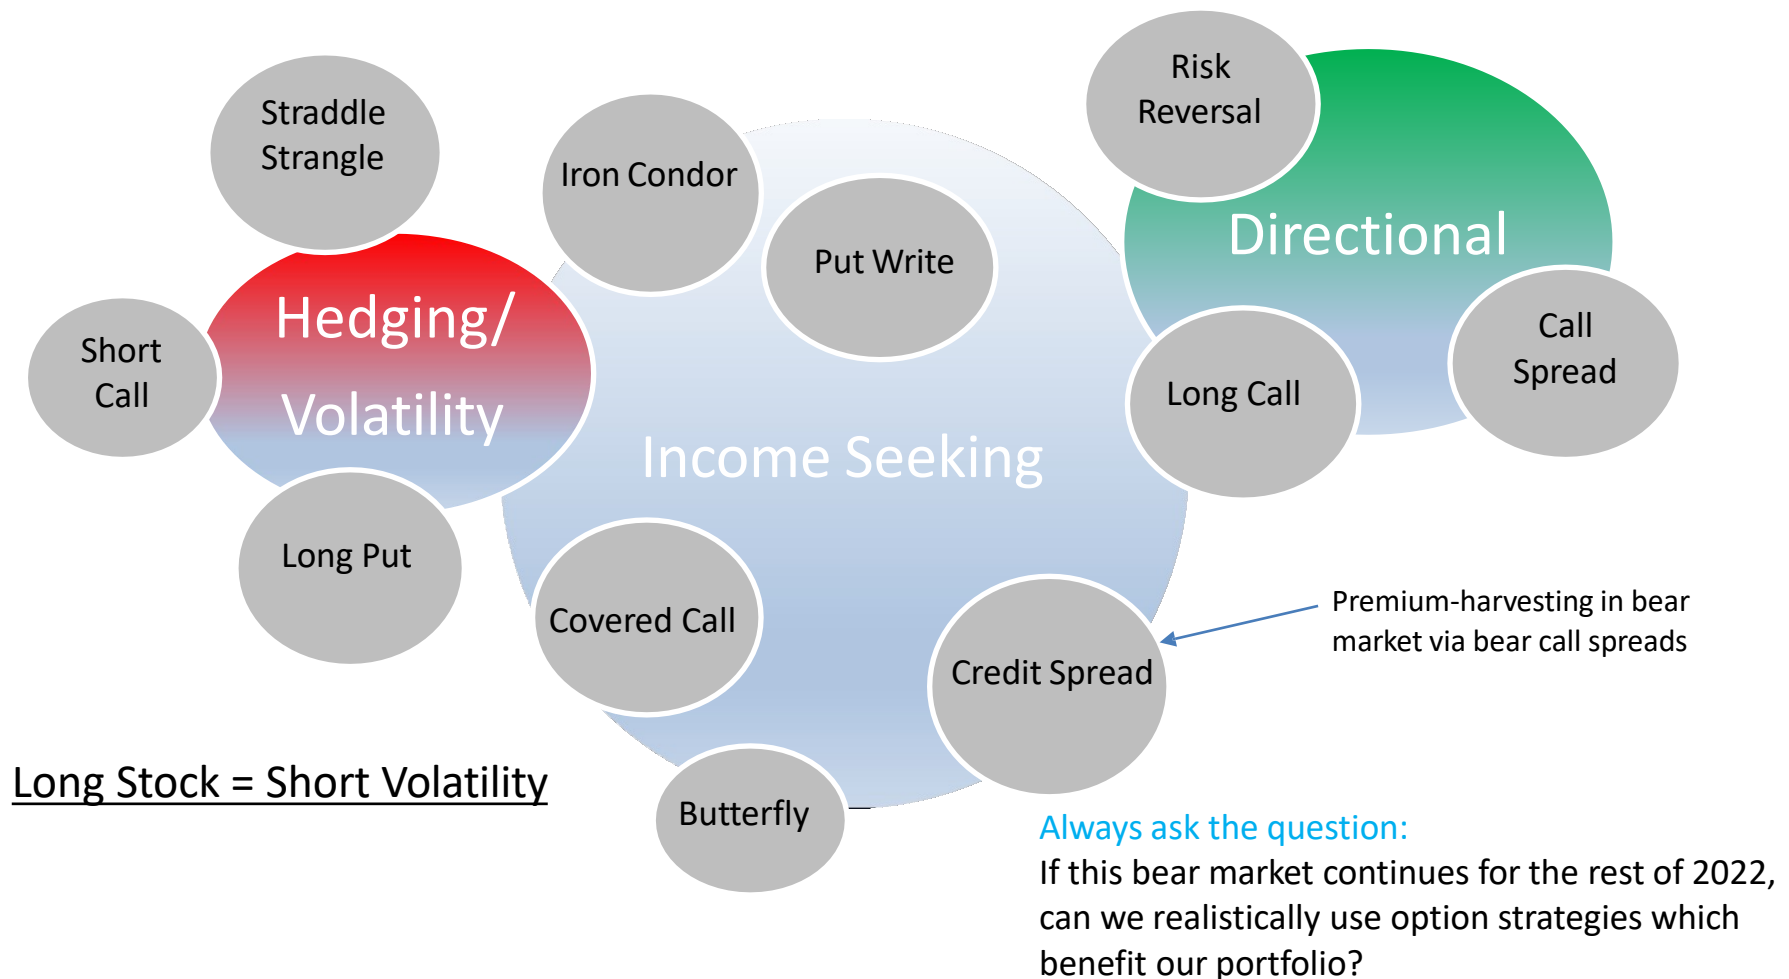 Straddle
Strangle
Iron Condor
Risk
Reversal
Put Write
Directional
Hedging/
Volatility
Short
Call
Call
Spread
Long Call
Income Seeking
Long Put
Covered Call
Credit Spread
Premium-harvesting in bear
market via bear call spreads
Long Stock = Short Volatility
Butterfly
Always ask the question:
If this bear market continues for the rest of 2022,
can we realistically use option strategies which
benefit our portfolio?